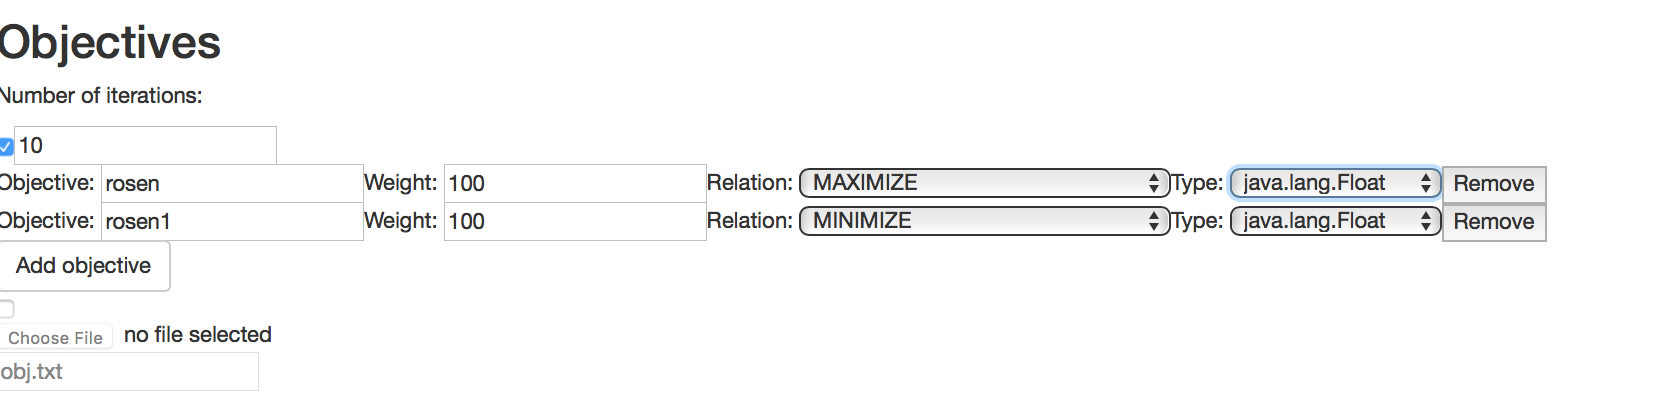 Objectives
Number of iterations:
10
Objective: rosen Weight: 100 Relation: MAXIMIZE Type: java.lang.Float Remove
Objective: rosen1 Weight: 100 Relation: MINIMIZE Type: java.lang.Float Remove
Add objective
Choose File no file selected
obj.txt